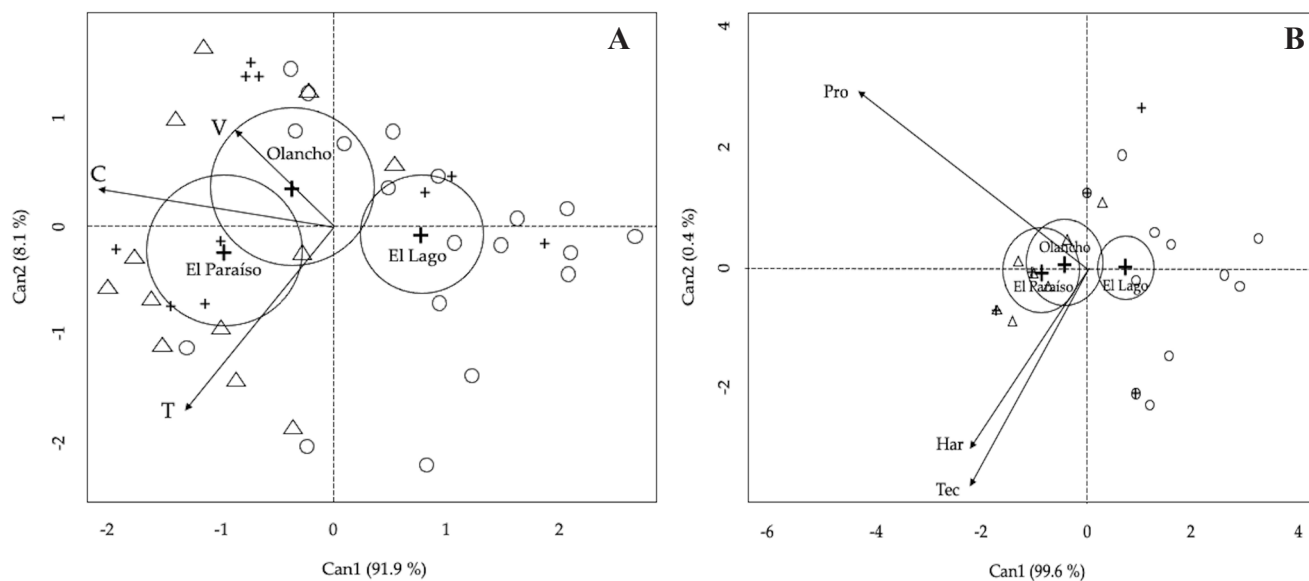 A
1
0
-1
-2
Can2 (8.1 %)
V
Olancho
C
El Paraíso
El Lago
T
-2 -1 0 1 2
Can1 (91.9 %)
B
4
2
0
-2
Can2 (0.4 %)
Pro
Olancho
El Paraíso
El Lago
Har
Tec
-6 -4 -2 0 2 4
Can1 (99.6 %)